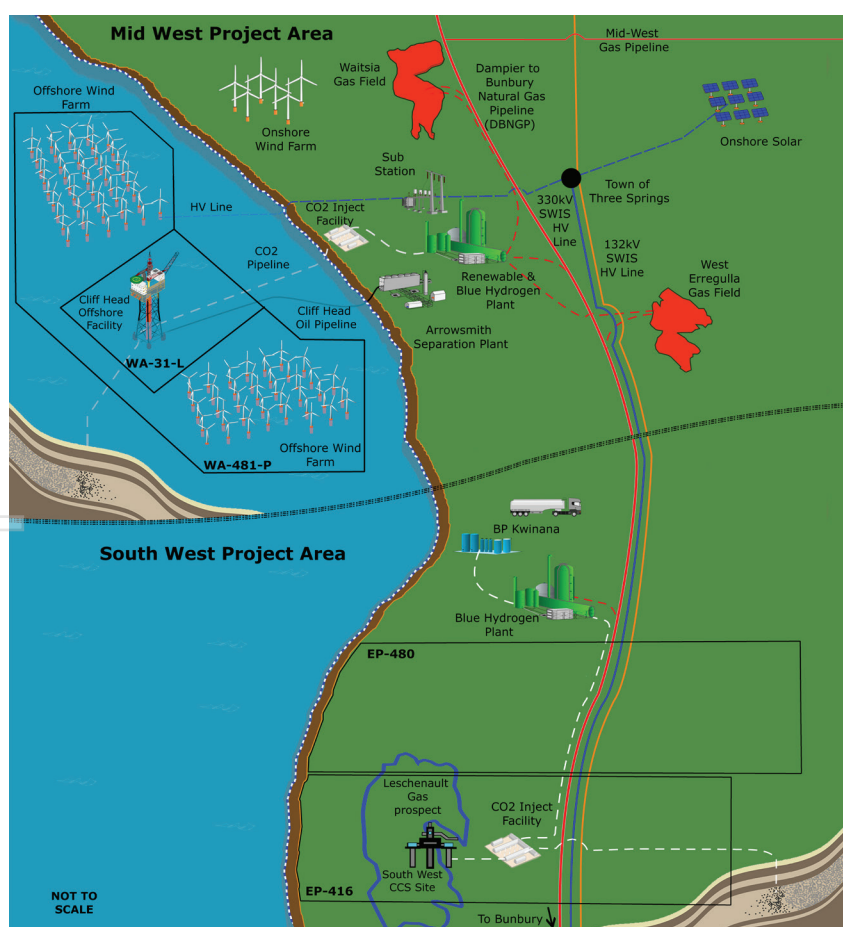 Mid West Project Area
Mid-West
Gas Pipeline
Waitsia
Gas Field
Dampier to
Bunbury
Natural Gas
Pipeline
(DBNGP)
Offshore Wind
Farm
Onshore
Wind Farm
Onshore Solar
Sub
Station
Town of
Three Springs
HV Line
CO2 Inject
Facility
330kV
SWIS
HV
Line
132kV
SWIS
HV Line
CO2
Pipeline
Renewable &
Blue Hydrogen
Plant
West
Erregulla
Gas Field
Cliff Head
Offshore
Facility
Cliff Head
Oil Pipeline
Arrowsmith
Separation Plant
WA-31-L
Offshore Wind
Farm
WA-481-P
South West Project Area
BP Kwinana
Blue Hydrogen
Plant
EP-480
Leschenault
Gas
prospect
CO2 Inject
Facility
South West
CCS Site
EP-416
NOT TO
SCALE
To Bunbury